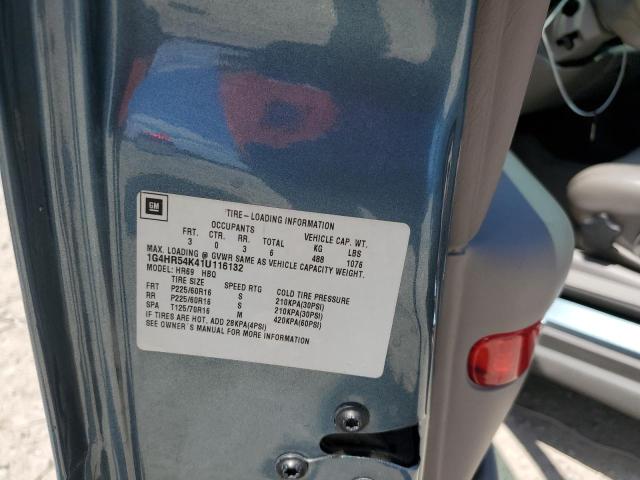 GM
TIRE-LOADING INFORMATION
OCCUPANTS VEHICLE CAP. WT.
FRT. CTR. RR. TOTAL KG LBS
3 0 3 6 488 1076
MAX. LOADING @ GVWR SAME AS VEHICLE CAPACITY WEIGHT.
1G4HR54K41U116132
MODEL: HR69 HBQ
TIRE SIZE SPEED RTG COLD TIRE PRESSURE
FRT P225/60R16 S 210KPA(30PSI)
RR P225/60R16 S 210KPA(30PSI)
SPA T125/70R16 M 420KPA(60PSI)
IF TIRES ARE HOT, ADD 28KPA(4PSI)
SEE OWNER'S MANUAL FOR MORE INFORMATION